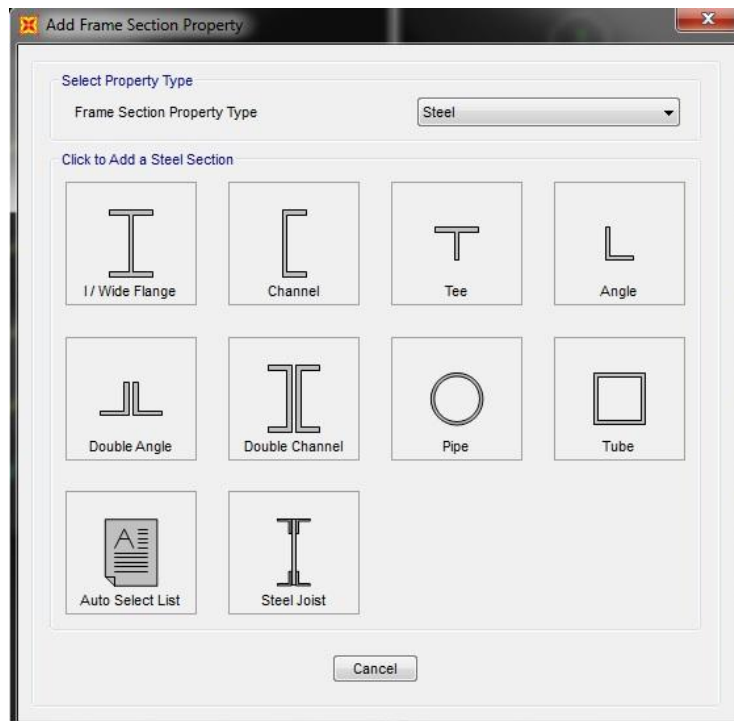 Add Frame Section Property
Select Property Type
Frame Section Property Type Steel
Click to Add a Steel Section
I / Wide Flange Channel Tee Angle
Double Angle Double Channel Pipe Tube
A
Auto Select List Steel Joist
Cancel